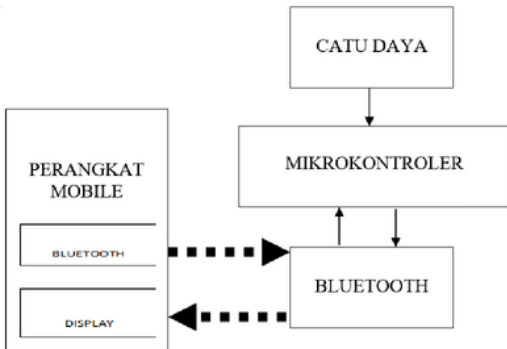 CATU DAYA
MIKROKONTROLER
PERANGKAT
MOBILE
BLUETOOTH
DISPLAY
BLUETOOTH